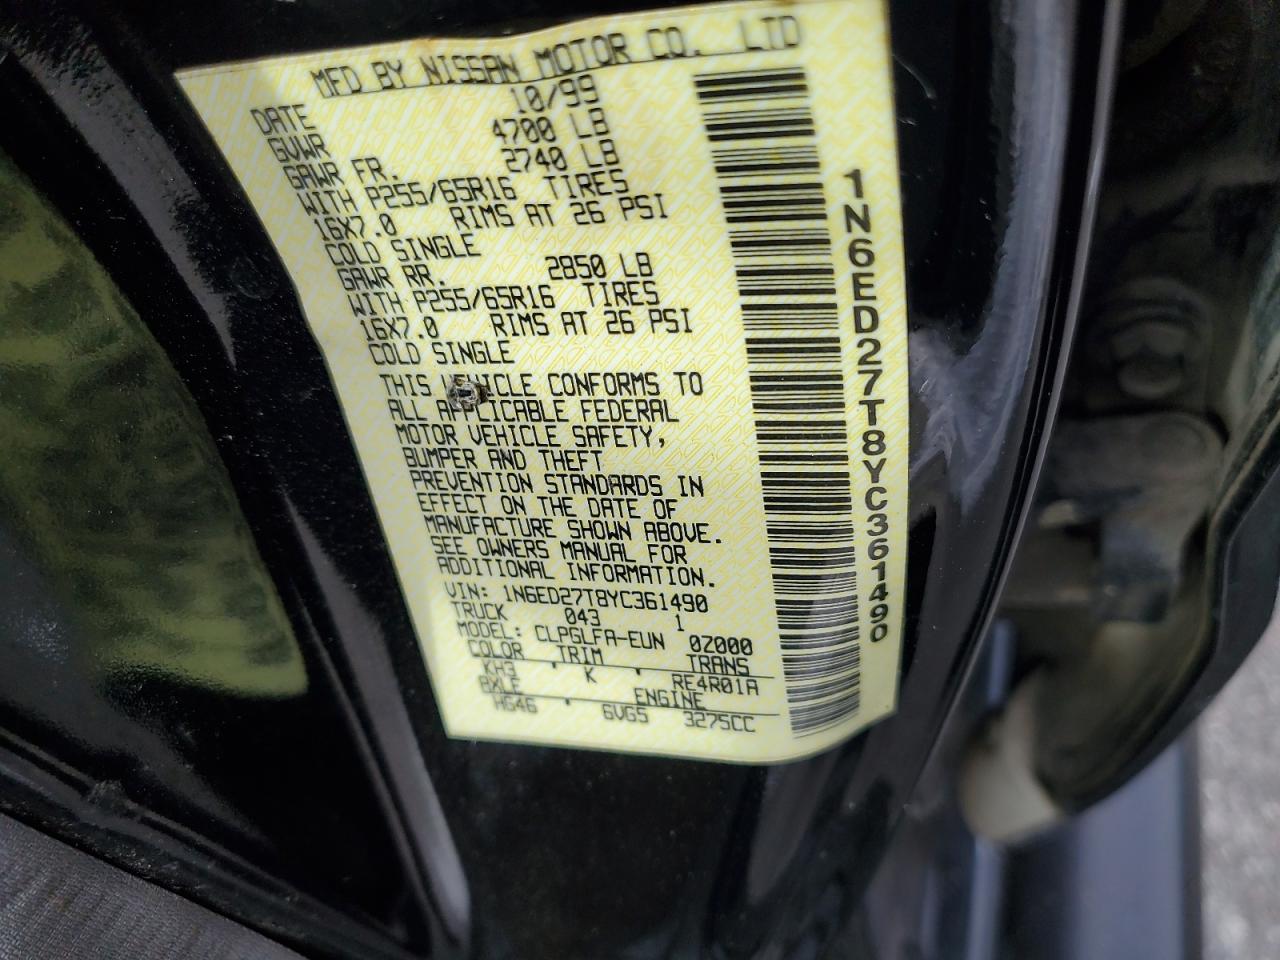 MFD BY NISSAN MOTOR CO. LTD
DATE 10/99
GVWR 4700 LB
GAWR FR. 2740 LB
WITH P255/65R16 TIRES
16X7.0 RIMS AT 26 PSI
COLD SINGLE
GAWR RR. 2850 LB
WITH P255/65R16 TIRES
16X7.0 RIMS AT 26 PSI
COLD SINGLE
THIS VEHICLE CONFORMS TO
ALL APPLICABLE FEDERAL
MOTOR VEHICLE SAFETY,
BUMPER AND THEFT
PREVENTION STANDARDS IN
EFFECT ON THE DATE OF
MANUFACTURE SHOWN ABOVE.
SEE OWNERS MANUAL FOR
ADDITIONAL INFORMATION.
VIN: 1N6ED27T8YC361490
TRUCK 043 1
MODEL: CLPGLFA-EUN 0Z000
COLOR TRIM TRANS
KH3 K RE4R01A
AXLE ENGINE
HG46 6VG5 3275CC
1N6ED27T8YC361490